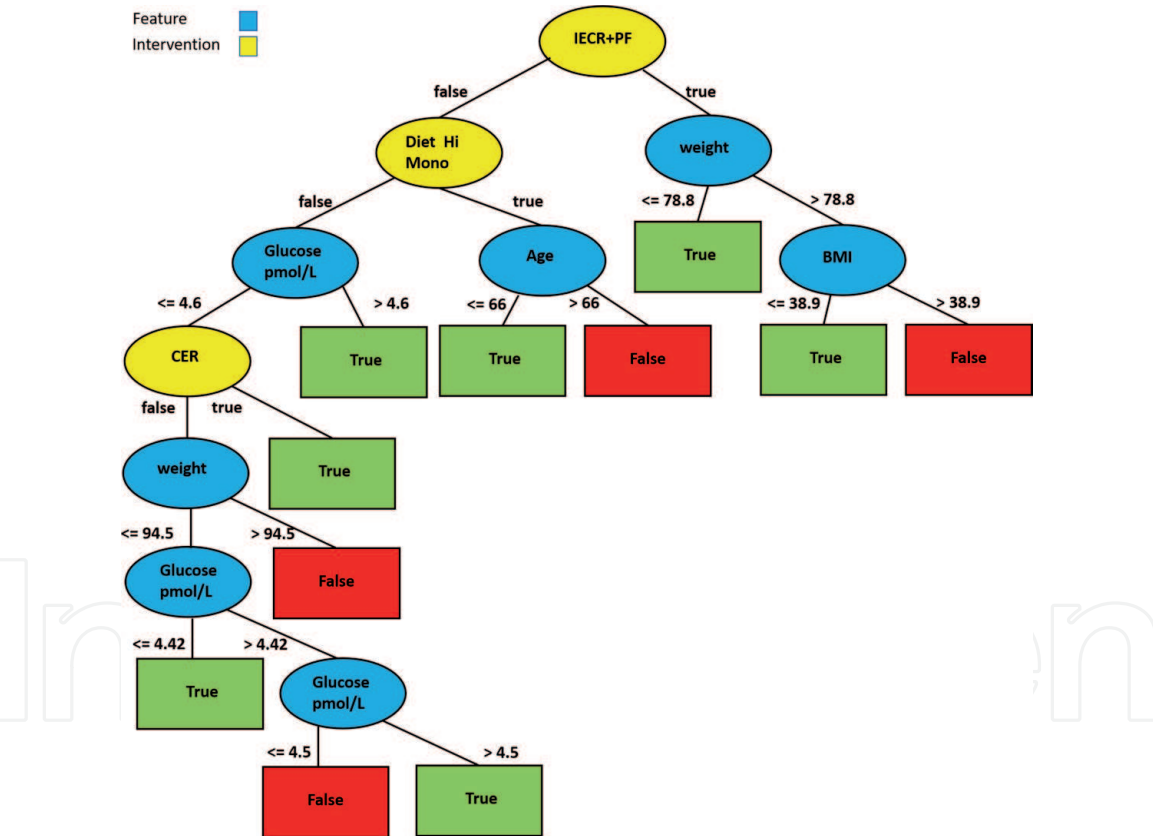 Feature
Intervention
IECR+PF
false
true
Diet Hi
Mono
weight
false
true
<= 78.8
> 78.8
Glucose
pmol/L
Age
True
BMI
<= 4.6
> 4.6
<= 66
> 66
<= 38.9
> 38.9
CER
True
True
False
True
False
false
true
weight
True
<= 94.5
> 94.5
Glucose
pmol/L
False
<= 4.42
> 4.42
True
Glucose
pmol/L
<= 4.5
> 4.5
False
True